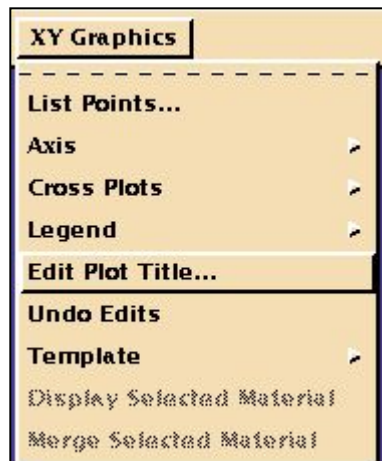 XY Graphics
List Points...
Axis
Cross Plots
Legend
Edit Plot Title...
Undo Edits
Template
Display Selected Material
Merge Selected Material